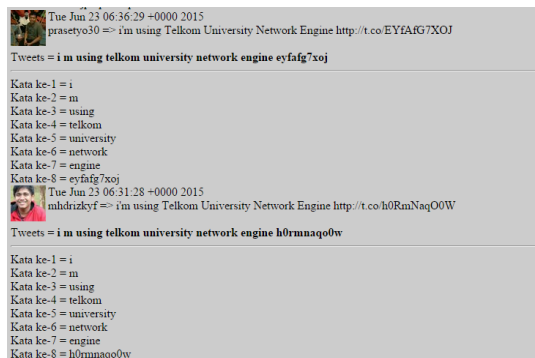 Tue Jun 23 06:36:29 +0000 2015
prasetyo30 => i'm using Telkom University Network Engine http://t.co/EYfAfG7XOJ
Tweets = i m using telkom university network engine eyfafg7xoj
Kata ke-1 = i
Kata ke-2 = m
Kata ke-3 = using
Kata ke-4 = telkom
Kata ke-5 = university
Kata ke-6 = network
Kata ke-7 = engine
Kata ke-8 = eyfafg7xoj
Tue Jun 23 06:31:28 +0000 2015
mhdrizkyf => i'm using Telkom University Network Engine http://t.co/h0RmNaqO0W
Tweets = i m using telkom university network engine h0rmnaqo0w
Kata ke-1 = i
Kata ke-2 = m
Kata ke-3 = using
Kata ke-4 = telkom
Kata ke-5 = university
Kata ke-6 = network
Kata ke-7 = engine
Kata ke-8 = h0rmnaqo0w